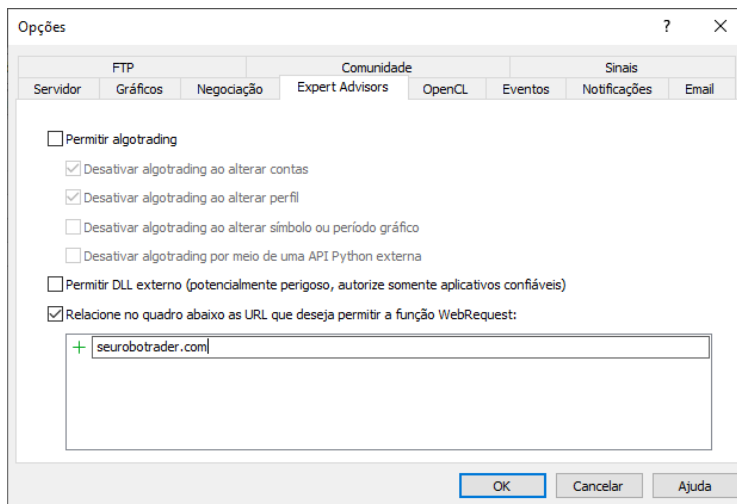 Opções
FTP Comunidade Sinais
Servidor Gráficos Negociação Expert Advisors OpenCL Eventos Notificações Email
Permitir algotrading
Desativar algotrading ao alterar contas
Desativar algotrading ao alterar perfil
Desativar algotrading ao alterar símbolo ou período gráfico
Desativar algotrading por meio de uma API Python externa
Permitir DLL externo (potencialmente perigoso, autorize somente aplicativos confiáveis)
Relacione no quadro abaixo as URL que deseja permitir a função WebRequest:
seurobotrader.com
OK Cancelar Ajuda